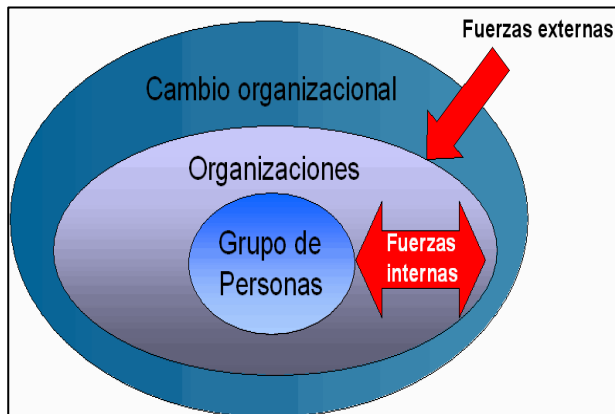 Fuerzas externas
Cambio organizacional
Organizaciones
Grupo de
Personas
Fuerzas
internas